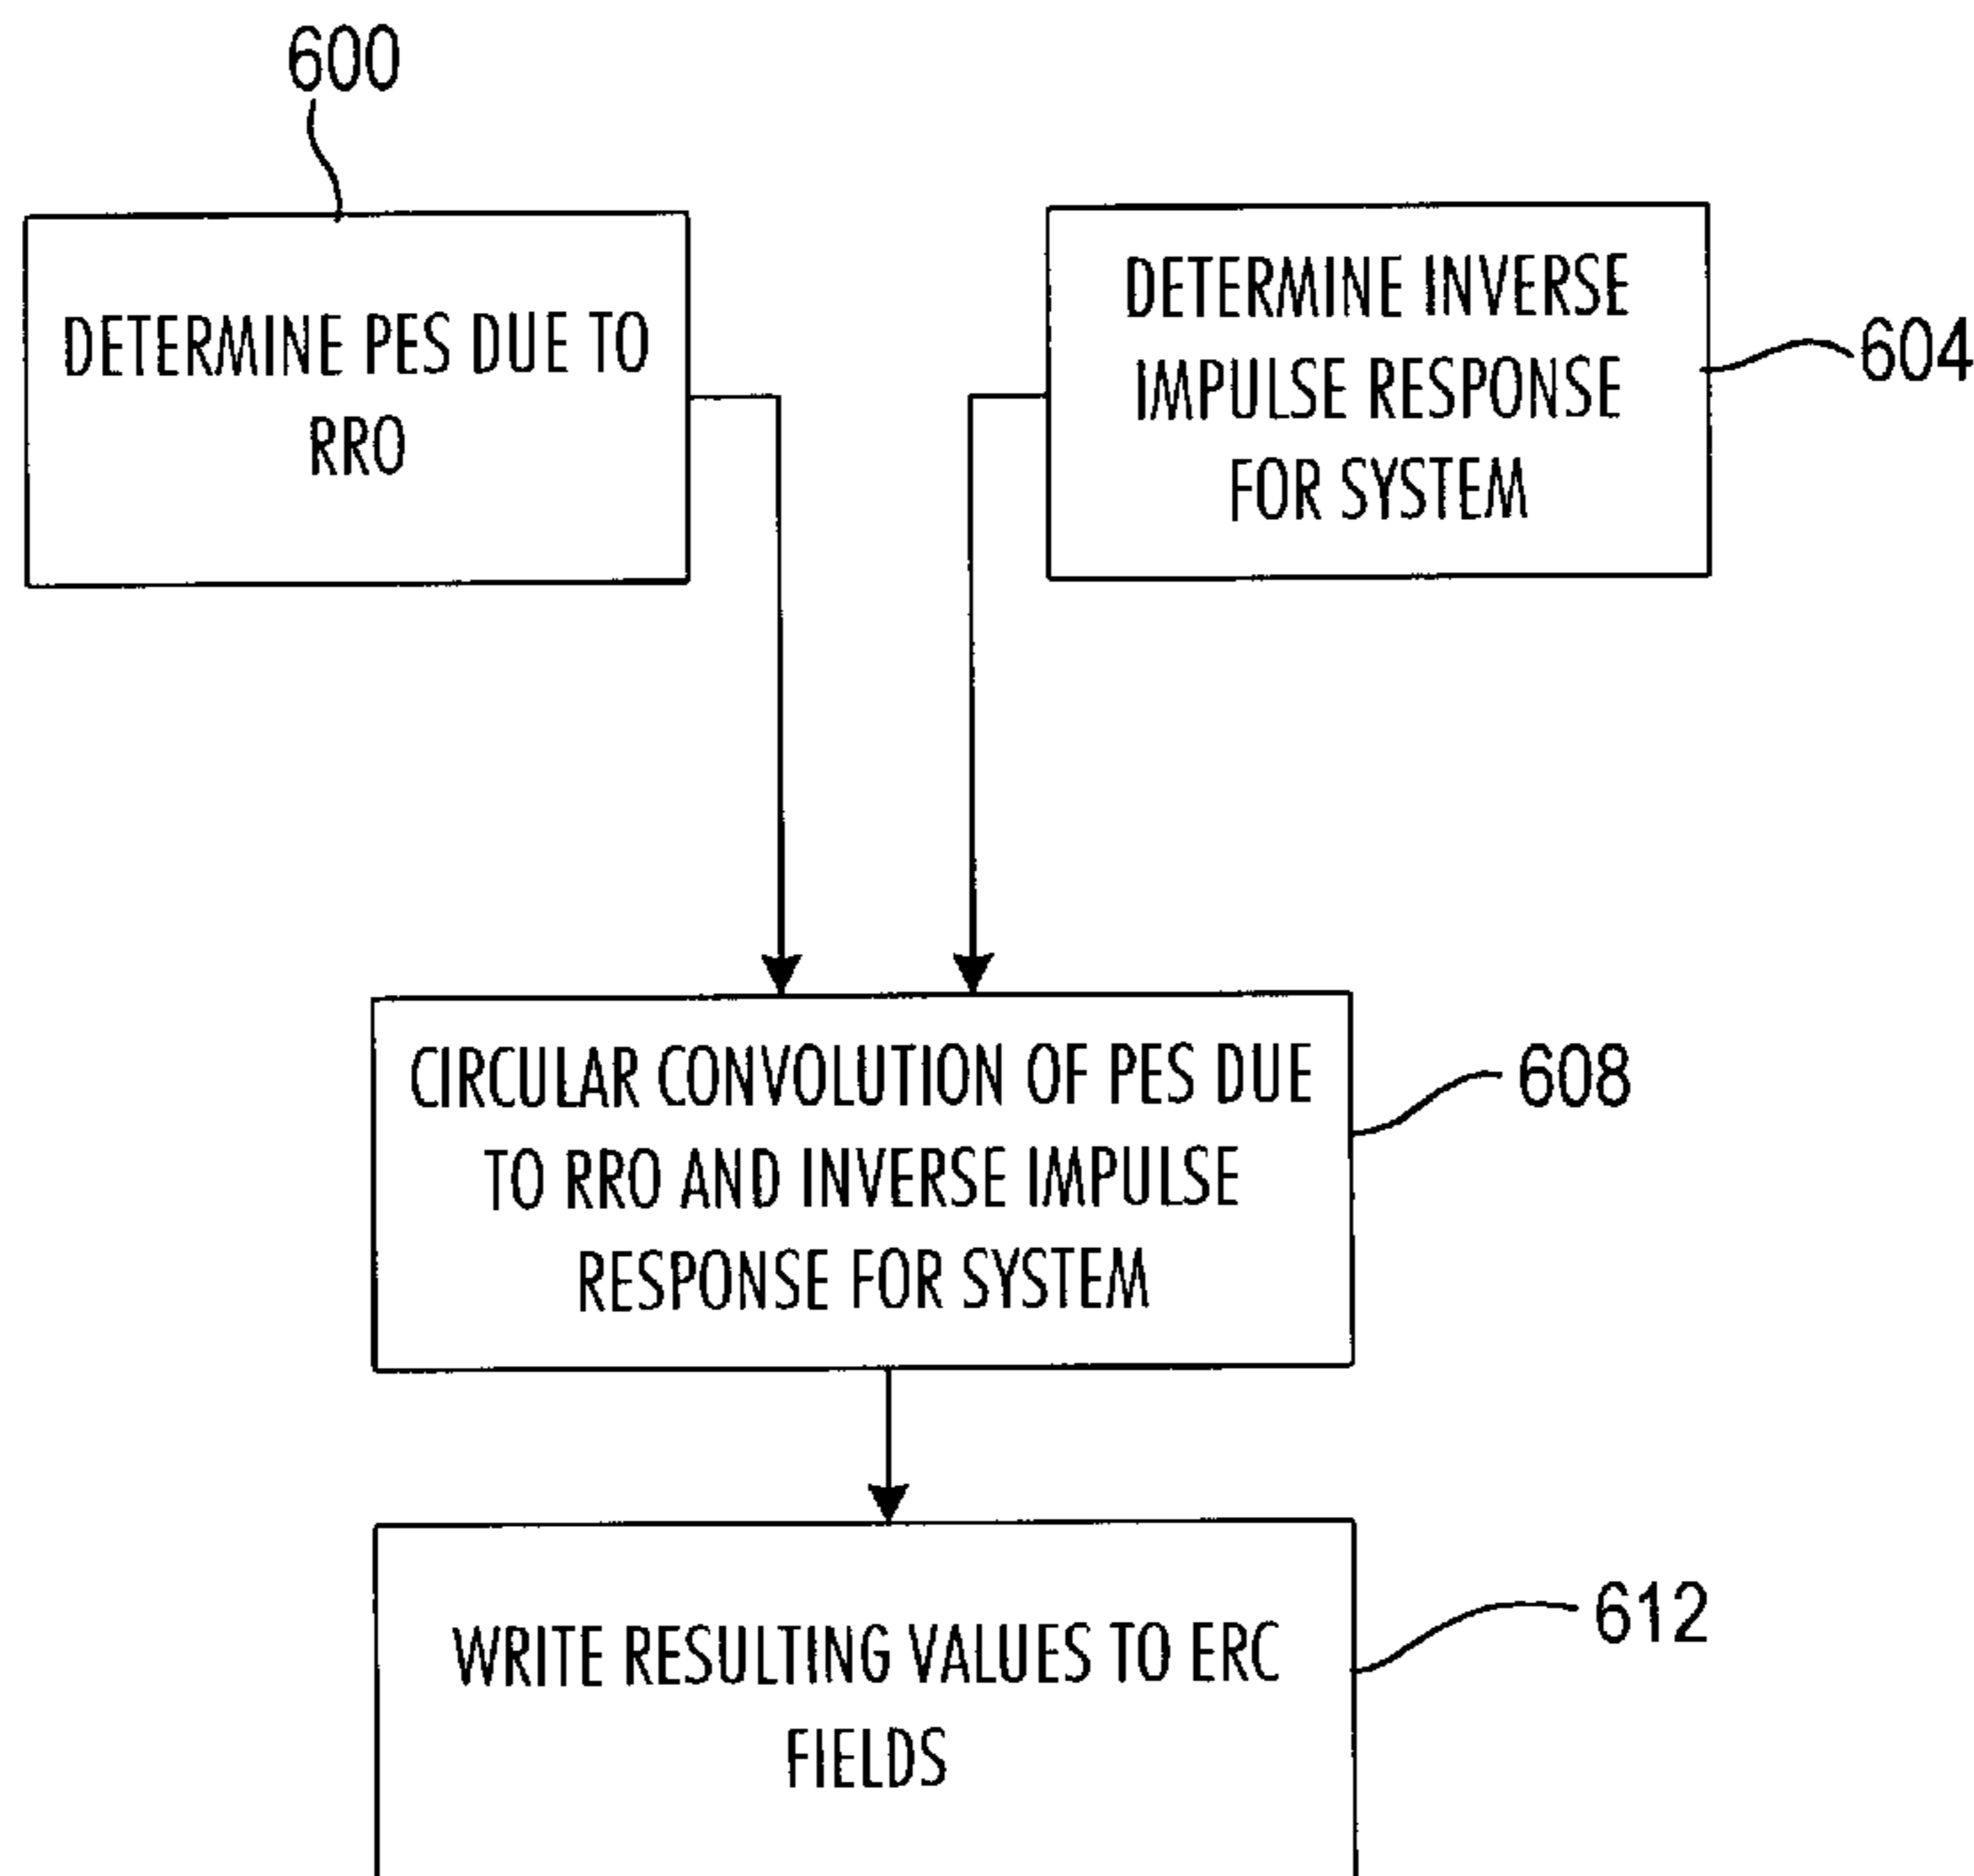 600
DETERMINE PES DUE TO
RRO
DETERMINE INVERSE
IMPULSE RESPONSE
FOR SYSTEM
604
CIRCULAR CONVOLUTION OF PES DUE
TO RRO AND INVERSE IMPULSE
RESPONSE FOR SYSTEM
608
WRITE RESULTING VALUES TO ERC
FIELDS
612